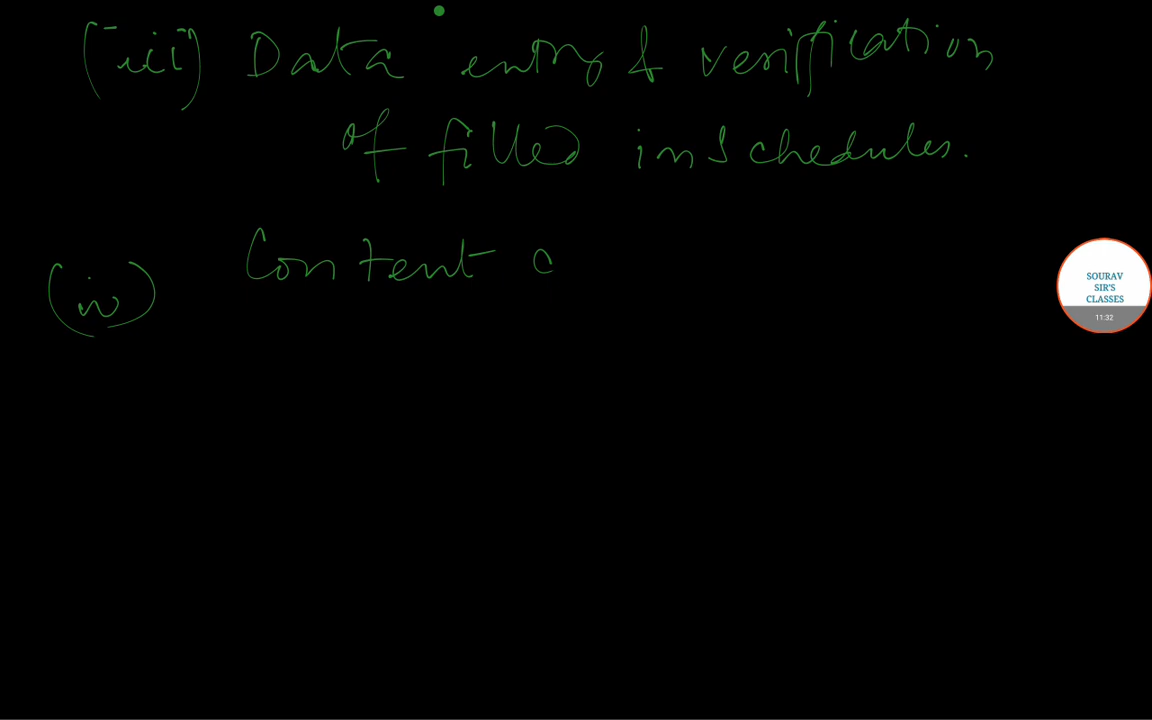 (iii) Data entry & verification
of filled in schedules.
(iv) Content c
SOURAV
SIR'S
CLASSES
11:32